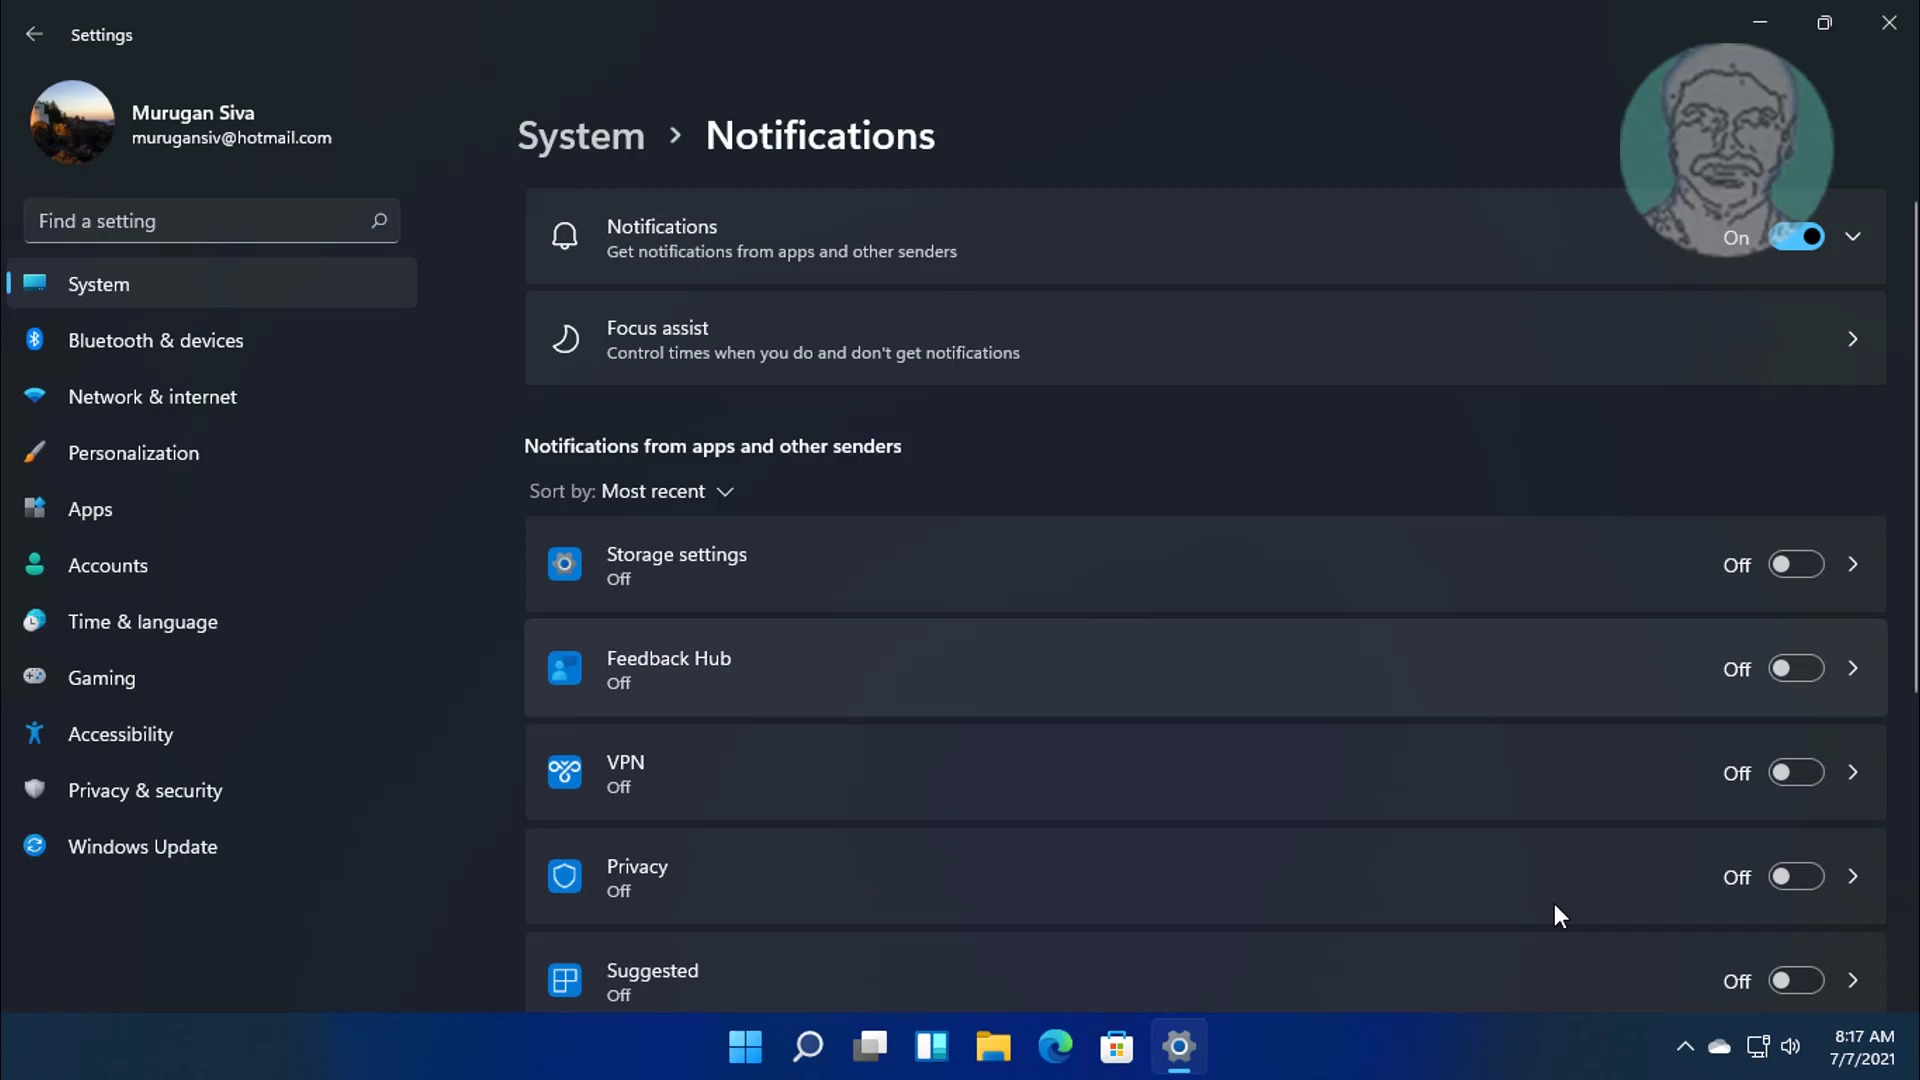 Settings
Murugan Siva
murugansiv@hotmail.com
Find a setting
System
Bluetooth & devices
Network & internet
Personalization
Apps
Accounts
Time & language
Gaming
Accessibility
Privacy & security
Windows Update
System > Notifications
Notifications
Get notifications from apps and other senders
On
Focus assist
Control times when you do and don't get notifications
Notifications from apps and other senders
Sort by: Most recent
Storage settings
Off
Off
Feedback Hub
Off
Off
VPN
Off
Off
Privacy
Off
Off
Suggested
Off
Off
8:17 AM
7/7/2021